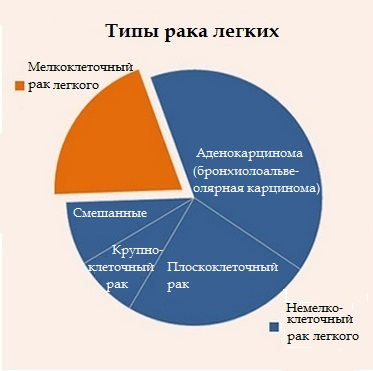 Типы рака легких
Мелкоклеточный
рак легкого
Аденокарцинома
(бронхиолоальве-
олярная карцинома)
Смешанные
Крупно-
клеточный
рак
Плоскоклеточный
рак
Немелко-
клеточный
рак легкого